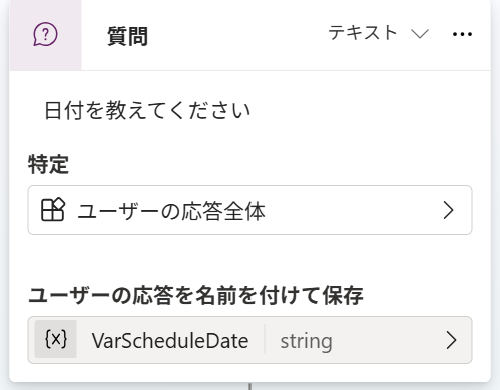 質問
テキスト
日付を教えてください
特定
ユーザーの応答全体
ユーザーの応答を名前を付けて保存
{x} VarScheduleDate string